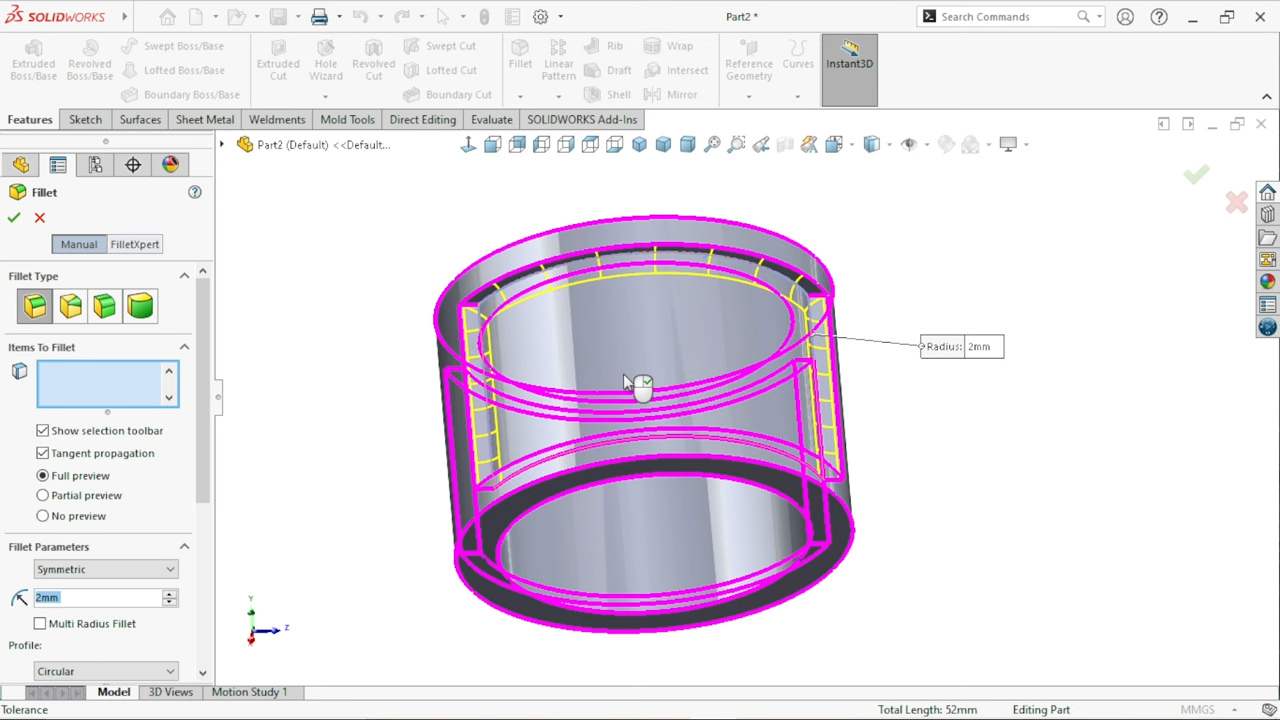 SOLIDWORKS
Part2 *
Search Commands
Extruded Boss/Base
Revolved Boss/Base
Swept Boss/Base
Lofted Boss/Base
Boundary Boss/Base
Extruded Cut
Hole Wizard
Revolved Cut
Swept Cut
Lofted Cut
Boundary Cut
Fillet
Linear Pattern
Rib
Draft
Shell
Wrap
Intersect
Mirror
Reference Geometry
Curves
Instant3D
Features
Sketch
Surfaces
Sheet Metal
Weldments
Mold Tools
Direct Editing
Evaluate
SOLIDWORKS Add-Ins
Part2 (Default) <<Default...
Fillet
Manual
FilletXpert
Fillet Type
Items To Fillet
Show selection toolbar
Tangent propagation
Full preview
Partial preview
No preview
Fillet Parameters
Symmetric
2mm
Multi Radius Fillet
Profile:
Circular
Radius: 2mm
Y
Z
Model
3D Views
Motion Study 1
Tolerance
Total Length: 52mm
Editing Part
MMGS